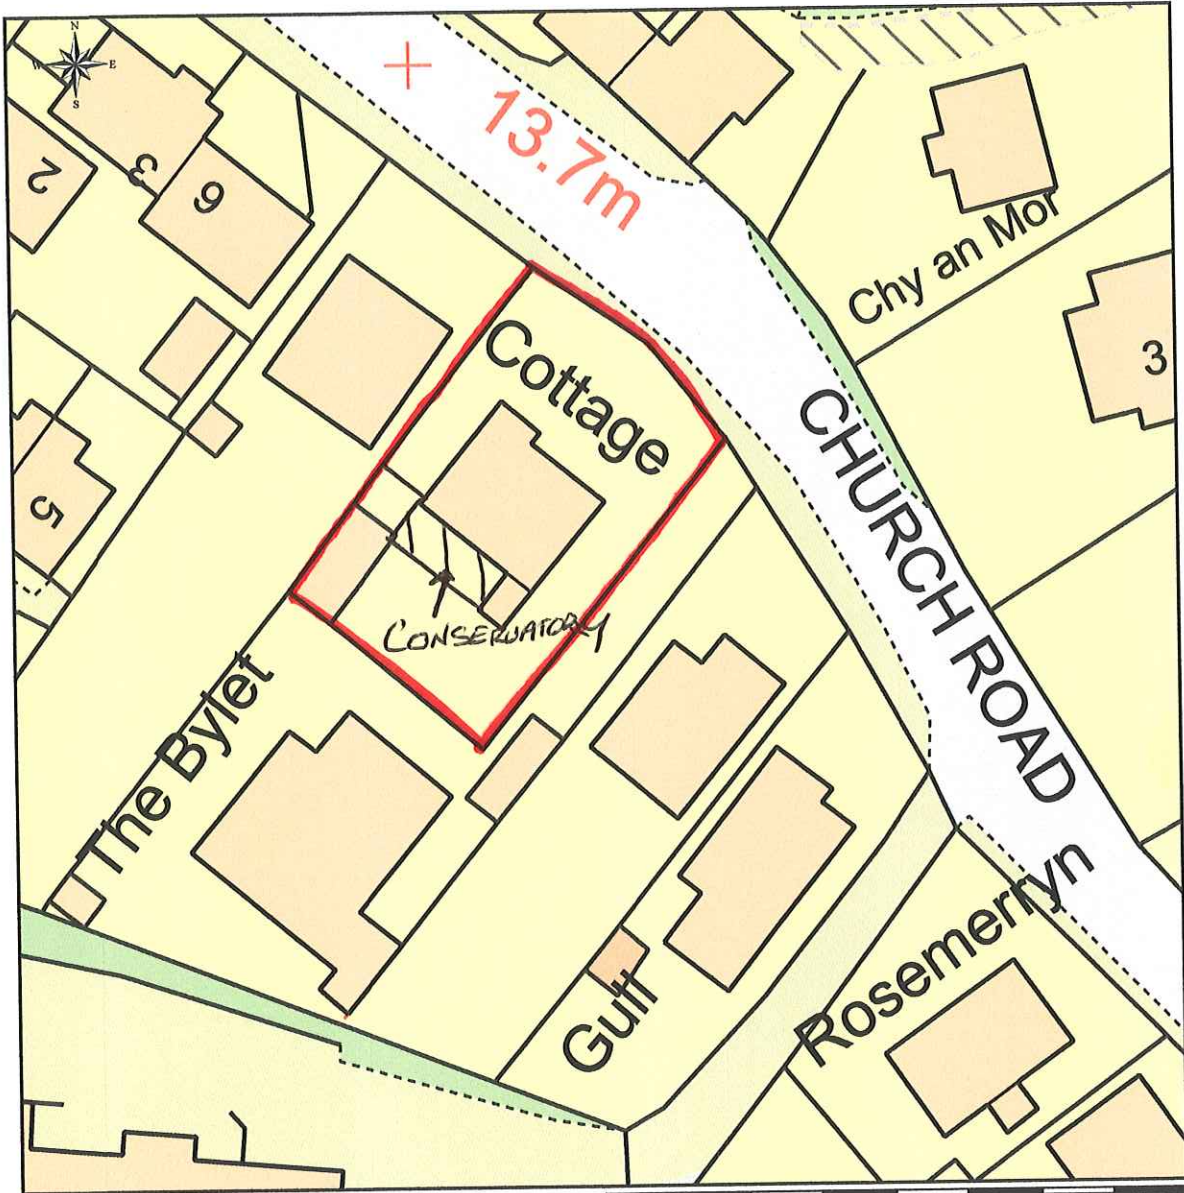 N
W E
S
13.7m
2
3
6
Chy an Mor
3
Cottage
5
CHURCH ROAD
CONSERVATORY
The Bylet
Gull
Rosemerryn